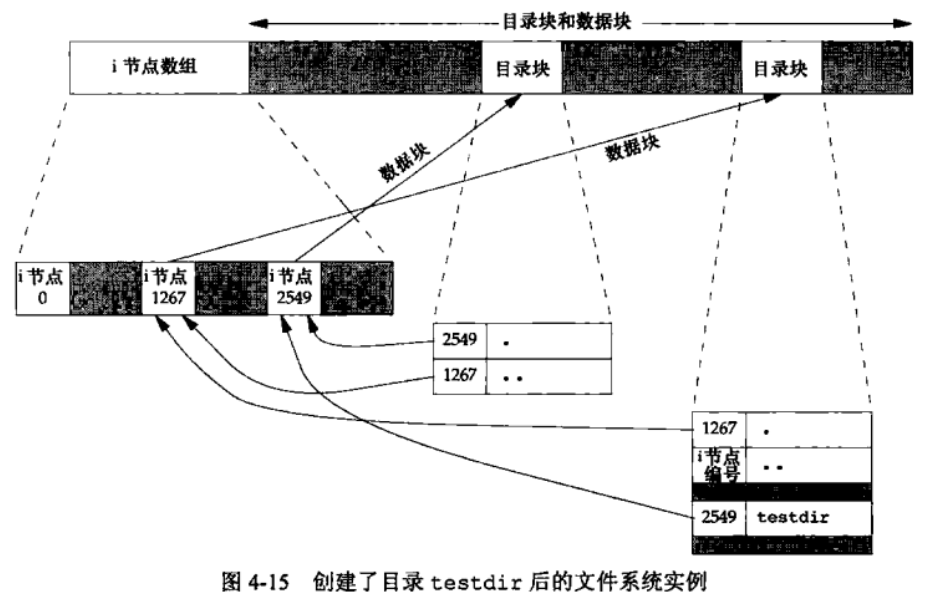 目录块和数据块
i 节点数组
目录块
目录块
数据块
数据块
i 节点
0
i 节点
1267
i 节点
2549
2549 .
1267 ..
1267 .
i 节点
编号 ..
2549 testdir
图 4-15 创建了目录 testdir 后的文件系统实例